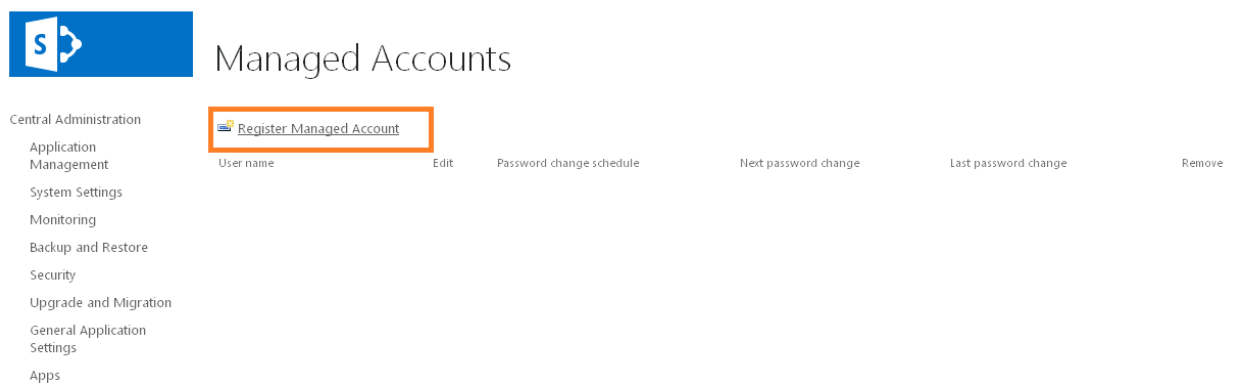 S
Managed Accounts
Central Administration
Application
Management
System Settings
Monitoring
Backup and Restore
Security
Upgrade and Migration
General Application
Settings
Apps
Register Managed Account
User name Edit Password change schedule Next password change Last password change Remove